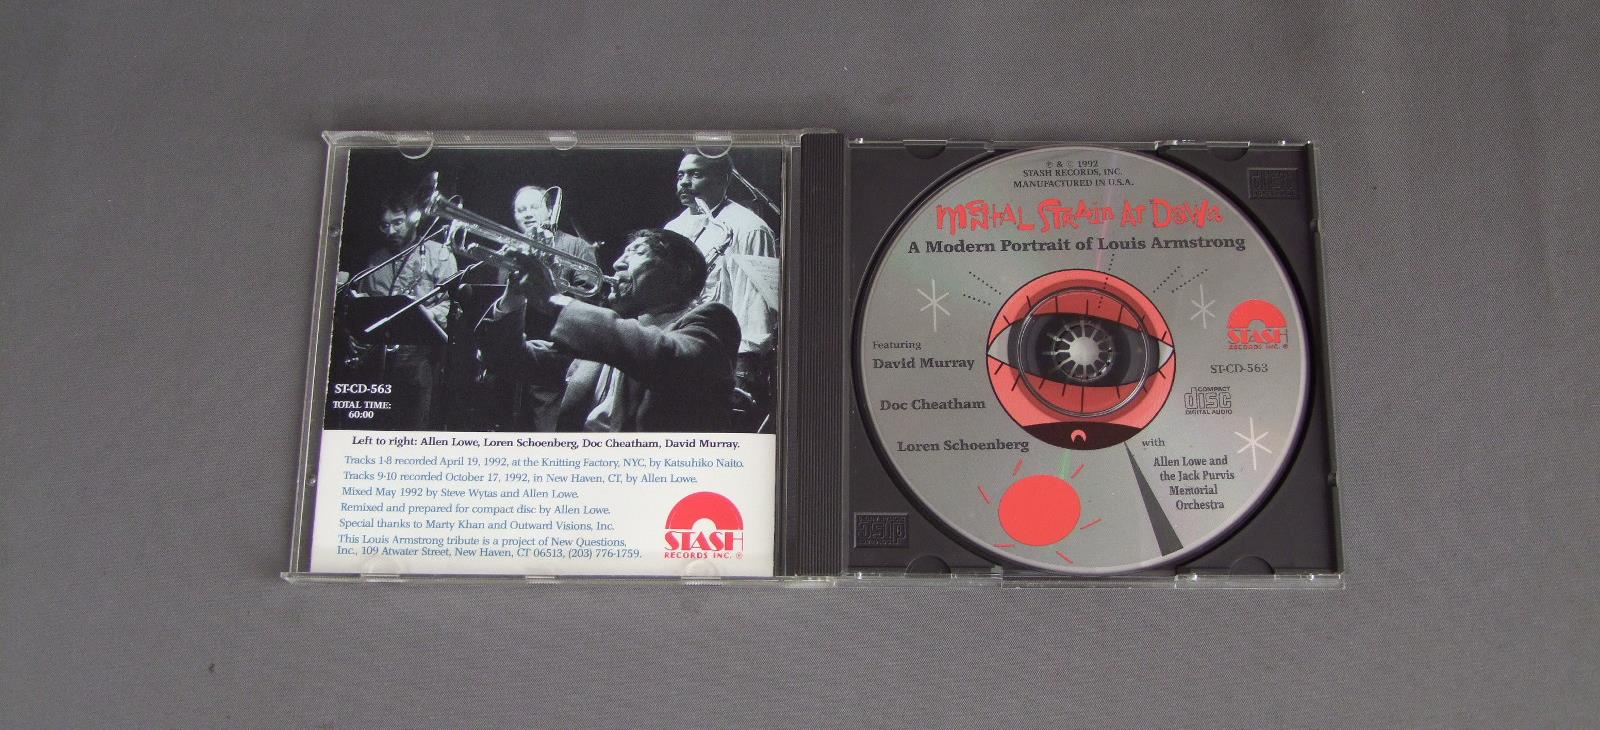 ST-CD-563
TOTAL TIME:
60:00
Left to right: Allen Lowe, Loren Schoenberg, Doc Cheatham, David Murray.
Tracks 1-8 recorded April 19, 1992, at the Knitting Factory, NYC, by Katsuhiko Naito.
Tracks 9-10 recorded October 17, 1992, in New Haven, CT, by Allen Lowe.
Mixed May 1992 by Steve Wytas and Allen Lowe.
Remixed and prepared for compact disc by Allen Lowe.
Special thanks to Marty Khan and Outward Visions, Inc.
This Louis Armstrong tribute is a project of New Questions,
Inc., 109 Atwater Street, New Haven, CT 06513, (203) 776-1759.
STASH
RECORDS INC. ®
℗ & © 1992
STASH RECORDS, INC.
MANUFACTURED IN U.S.A.
MENTAL STRAIN AT DAWN
A Modern Portrait of Louis Armstrong
Featuring
David Murray
Doc Cheatham
Loren Schoenberg
STASH
RECORDS INC. ®
ST-CD-563
COMPACT
disc
DIGITAL AUDIO
with
Allen Lowe and
the Jack Purvis
Memorial
Orchestra